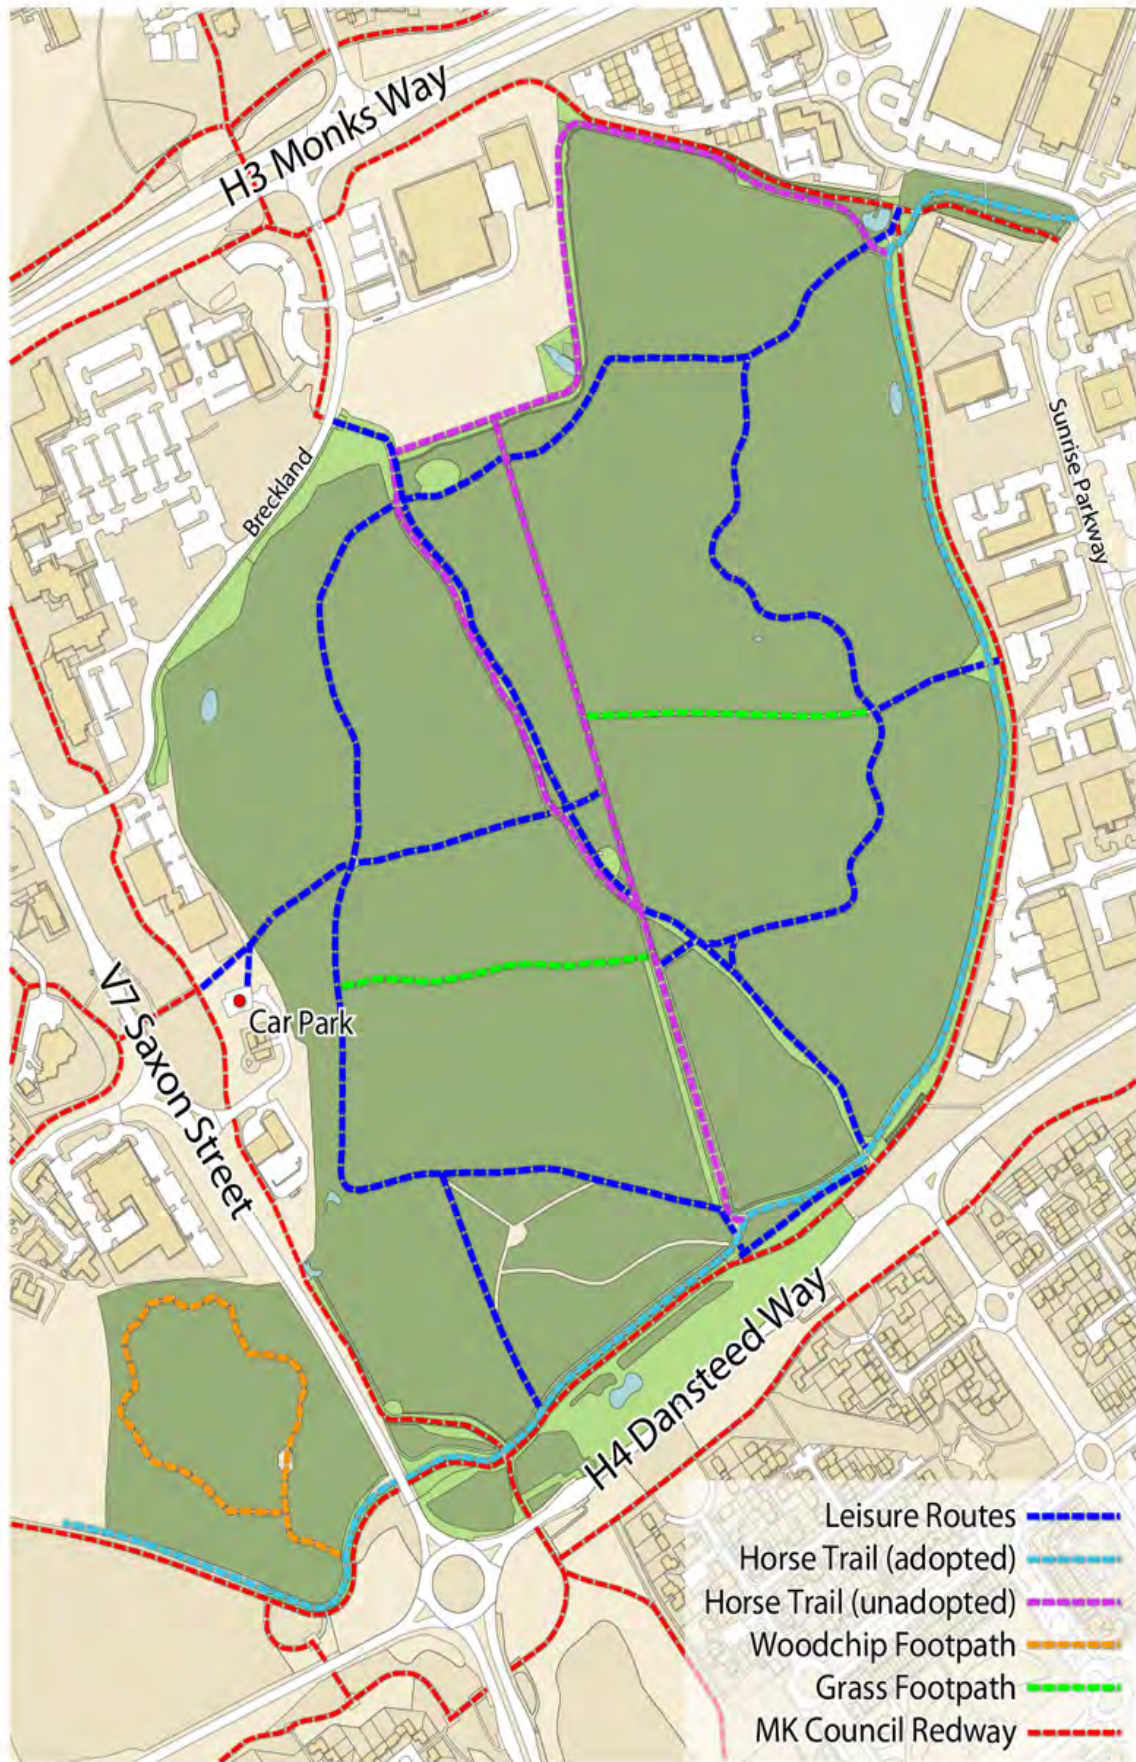 H3 Monks Way
Breckland
Sunrise Parkway
V7 Saxon Street
Car Park
H4 Dansteed Way
Leisure Routes
Horse Trail (adopted)
Horse Trail (unadopted)
Woodchip Footpath
Grass Footpath
MK Council Redway